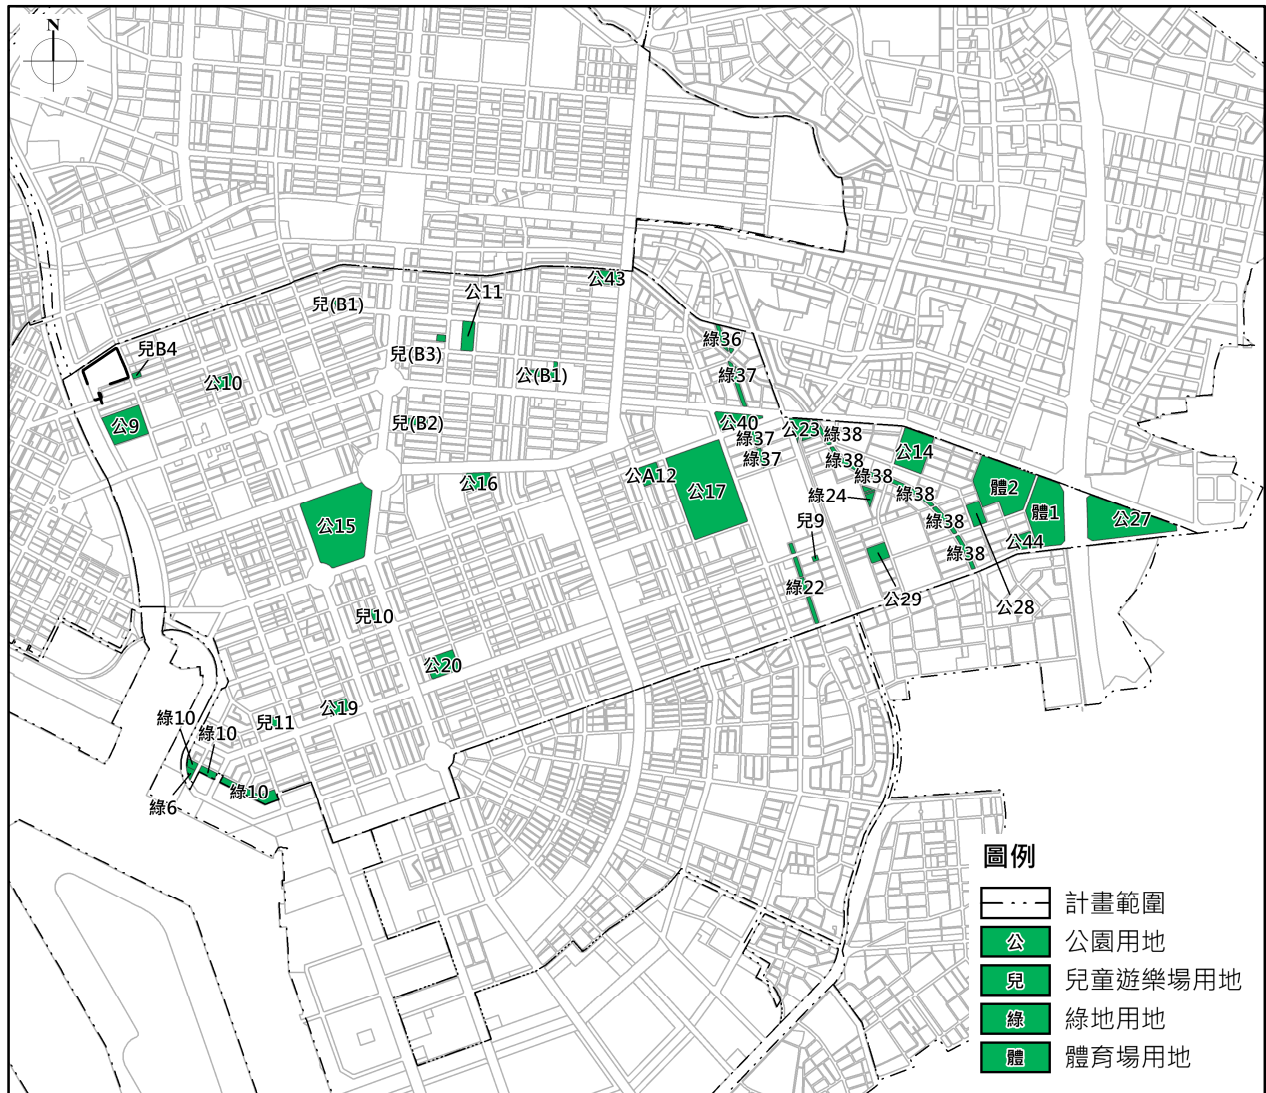 N
公43
公11
兒(B1)
綠36
兒B4
兒(B3)
公10
公(B1)
綠37
公9
兒(B2)
公40
公23
綠38
綠37
綠37
公14
綠38
公A12
綠38
公16
公17
體2
綠24
綠38
體1
公15
兒9
綠38
公27
公44
綠38
綠22
公29
公28
兒10
公20
公19
綠10
兒11
綠10
綠10
綠6
圖例
計畫範圍
公 公園用地
兒 兒童遊樂場用地
綠 綠地用地
體 體育場用地